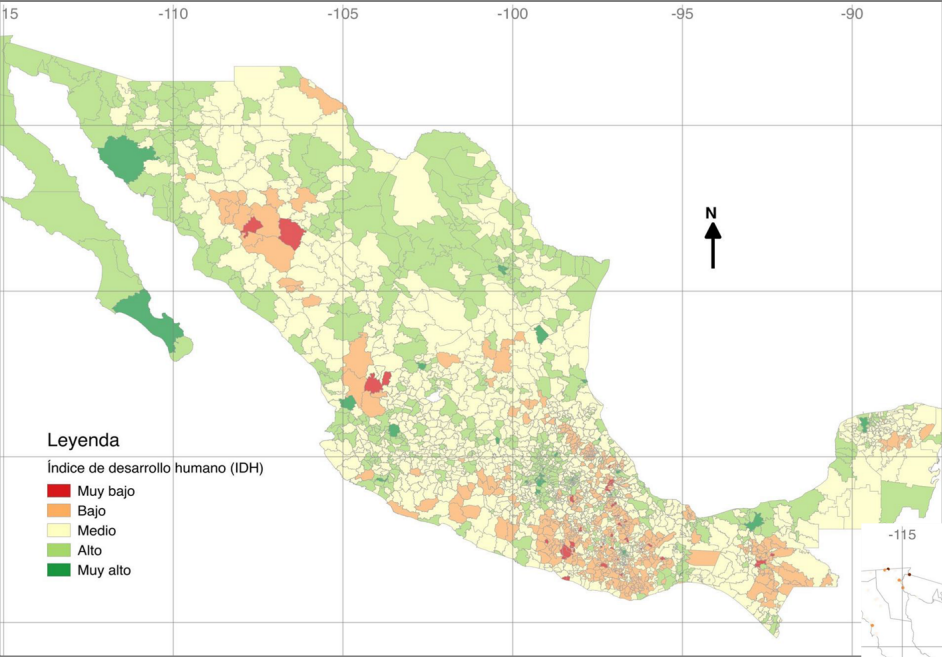 15 -110 -105 -100 -95 -90
N
Leyenda
Índice de desarrollo humano (IDH)
Muy bajo
Bajo
Medio
Alto
Muy alto
-115